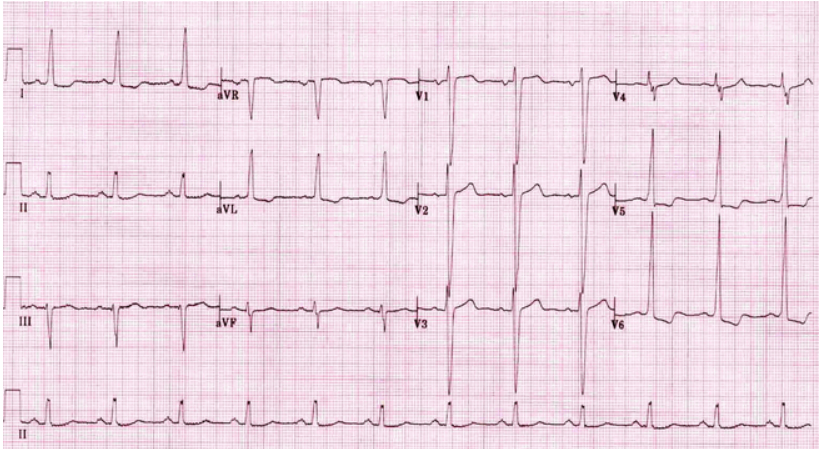 I aVR V1 V4
II aVL V2 V5
III aVF V3 V6
II